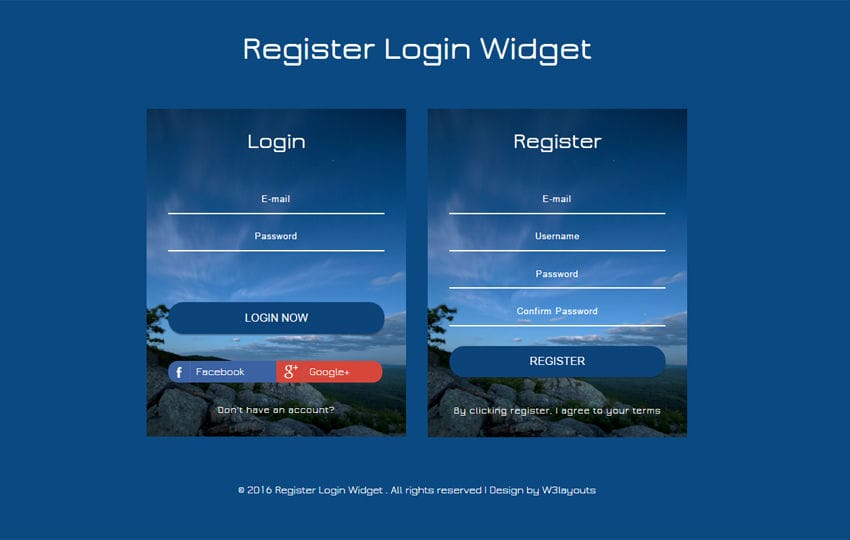 Register Login Widget
Login
E-mail
Password
LOGIN NOW
f Facebook
g+ Google+
Don't have an account?
Register
E-mail
Username
Password
Confirm Password
REGISTER
By clicking register, I agree to your terms
© 2016 Register Login Widget . All rights reserved | Design by W3layouts